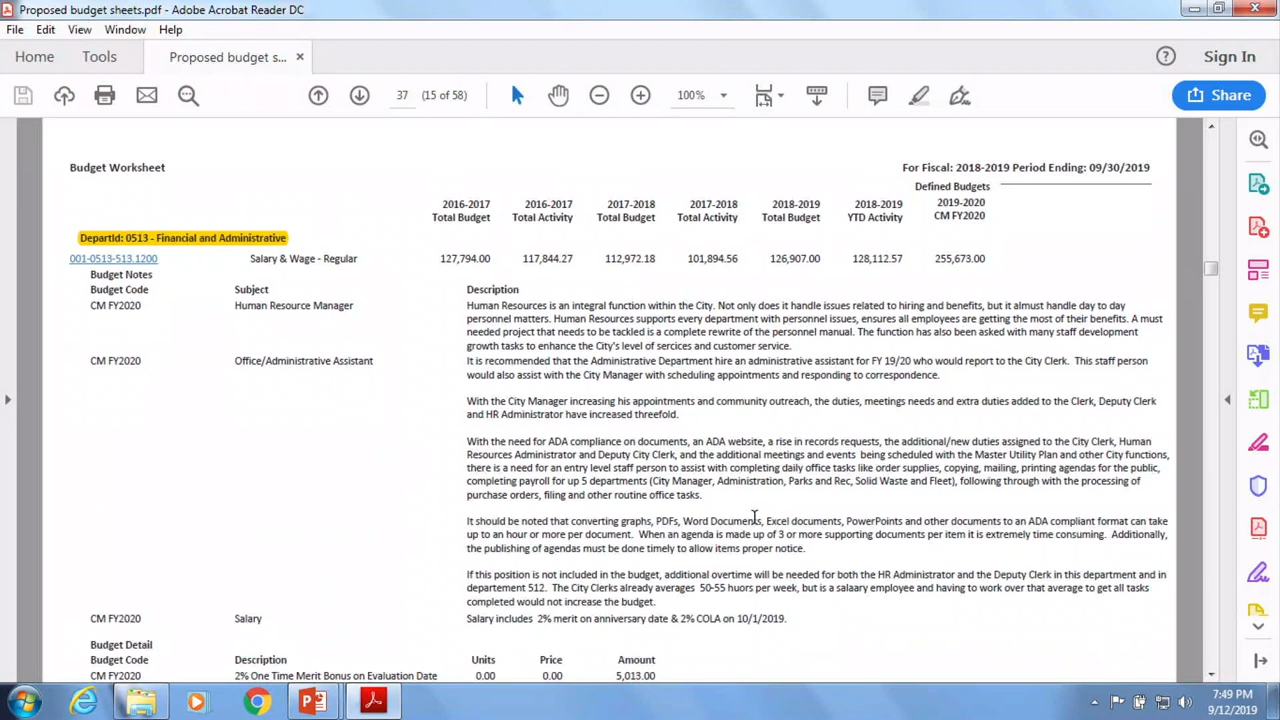 Proposed budget sheets.pdf - Adobe Acrobat Reader DC
File Edit View Window Help
Home Tools Proposed budget s... × Sign In
37 (15 of 58) 100% Share
Budget Worksheet For Fiscal: 2018-2019 Period Ending: 09/30/2019
Defined Budgets
2016-2017 2016-2017 2017-2018 2017-2018 2018-2019 2018-2019 2019-2020
Total Budget Total Activity Total Budget Total Activity Total Budget YTD Activity CM FY2020
DepartId: 0513 - Financial and Administrative
001-0513-513.1200 Salary & Wage - Regular 127,794.00 117,844.27 112,972.18 101,894.56 126,907.00 128,112.57 255,673.00
Budget Notes
Budget Code Subject Description
CM FY2020 Human Resource Manager Human Resources is an integral function within the City. Not only does it handle issues related to hiring and benefits, but it almust handle day to day
personnel matters. Human Resources supports every department with personnel issues, ensures all employees are getting the most of their benefits. A must
needed project that needs to be tackled is a complete rewrite of the personnel manual. The function has also been asked with many staff development
growth tasks to enhance the City's level of services and customer service.
CM FY2020 Office/Administrative Assistant It is recommended that the Administrative Department hire an administrative assistant for FY 19/20 who would report to the City Clerk. This staff person
would also assist with the City Manager with scheduling appointments and responding to correspondence.
With the City Manager increasing his appointments and community outreach, the duties, meetings needs and extra duties added to the Clerk, Deputy Clerk
and HR Administrator have increased threefold.
With the need for ADA compliance on documents, an ADA website, a rise in records requests, the additional/new duties assigned to the City Clerk, Human
Resources Administrator and Deputy City Clerk, and the additional meetings and events being scheduled with the Master Utility Plan and other City functions,
there is a need for an entry level staff person to assist with completing daily office tasks like order supplies, copying, mailing, printing agendas for the public,
completing payroll for up 5 departments (City Manager, Administration, Parks and Rec, Solid Waste and Fleet), following through with the processing of
purchase orders, filing and other routine office tasks.
It should be noted that converting graphs, PDFs, Word Documents, Excel documents, PowerPoints and other documents to an ADA compliant format can take
up to an hour or more per document. When an agenda is made up of 3 or more supporting documents per item it is extremely time consuming. Additionally,
the publishing of agendas must be done timely to allow items proper notice.
If this position is not included in the budget, additional overtime will be needed for both the HR Administrator and the Deputy Clerk in this department and in
departement 512. The City Clerks already averages 50-55 huors per week, but is a salaary employee and having to work over that average to get all tasks
completed would not increase the budget.
CM FY2020 Salary Salary includes 2% merit on anniversary date & 2% COLA on 10/1/2019.
Budget Detail
Budget Code Description Units Price Amount
CM FY2020 2% One Time Merit Bonus on Evaluation Date 0.00 0.00 5,013.00
7:49 PM
9/12/2019